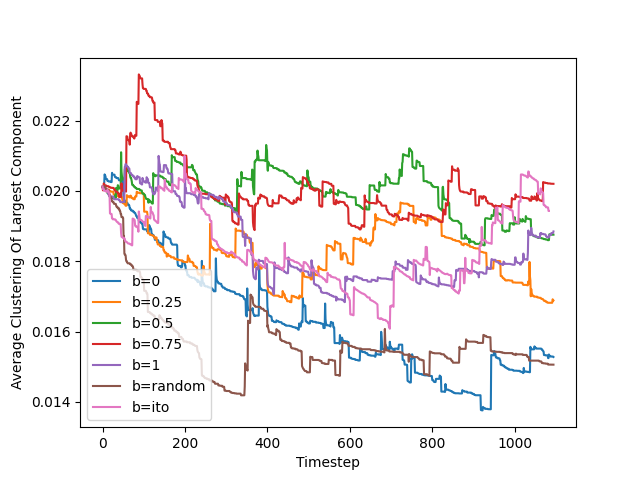 Average Clustering Of Largest Component
0.022
0.020
0.018
0.016
0.014
b=0
b=0.25
b=0.5
b=0.75
b=1
b=random
b=ito
0 200 400 600 800 1000
Timestep